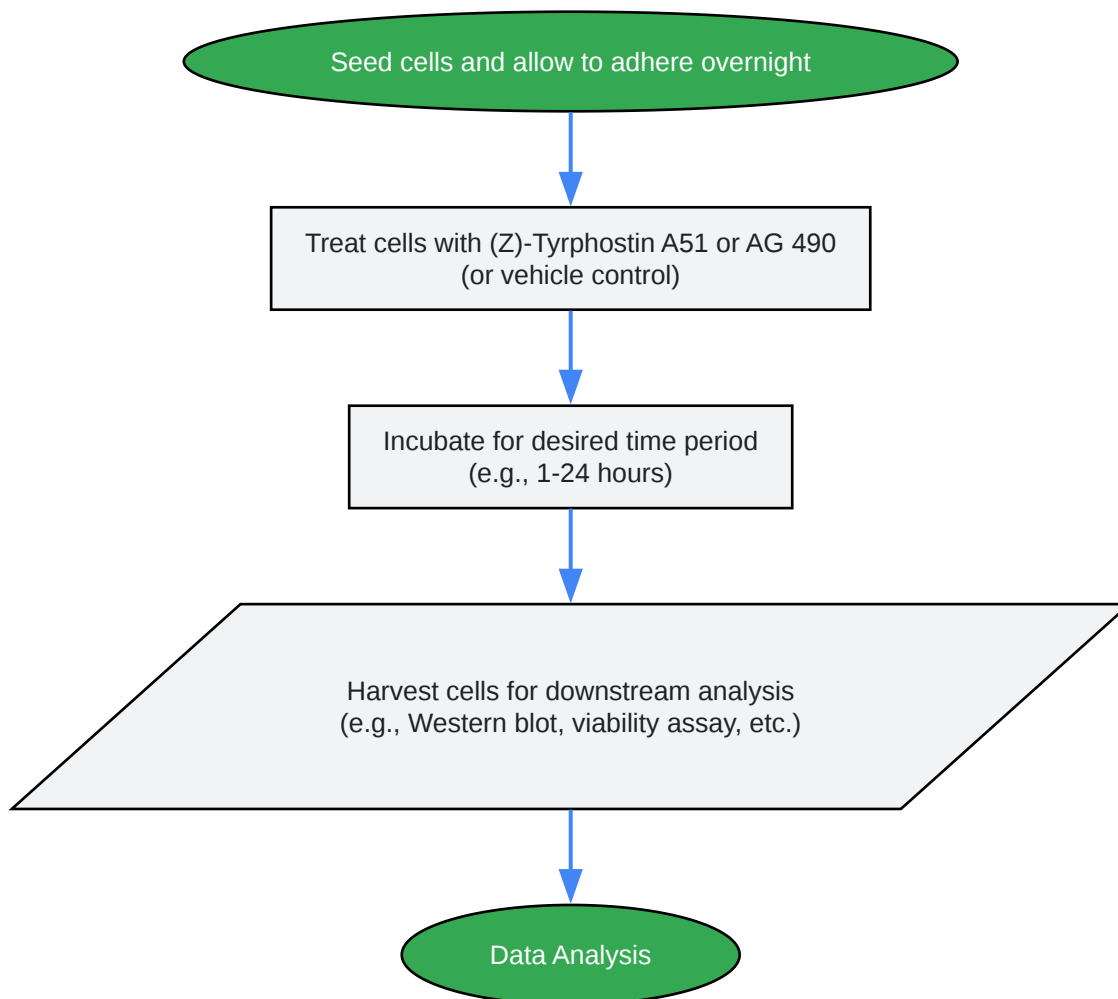 Seed cells and allow to adhere overnight
Treat cells with (Z)-Tyrphostin A51 or AG 490
(or vehicle control)
Incubate for desired time period
(e.g., 1-24 hours)
Harvest cells for downstream analysis
(e.g., Western blot, viability assay, etc.)
Data Analysis